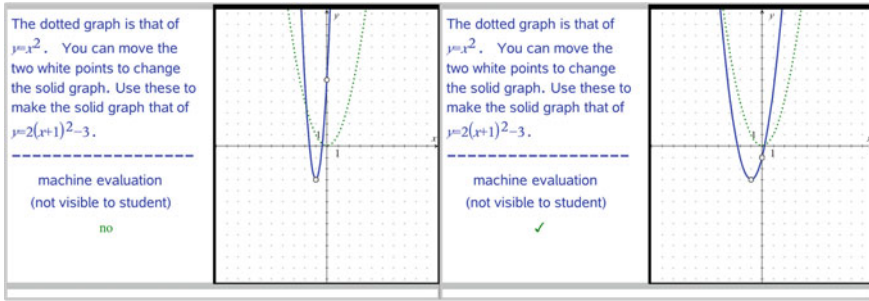 The dotted graph is that of
y=x². You can move the
two white points to change
the solid graph. Use these to
make the solid graph that of
y=2(x+1)²−3.
machine evaluation
(not visible to student)
no
y
x
1
1
The dotted graph is that of
y=x². You can move the
two white points to change
the solid graph. Use these to
make the solid graph that of
y=2(x+1)²−3.
machine evaluation
(not visible to student)
✓
y
x
1
1